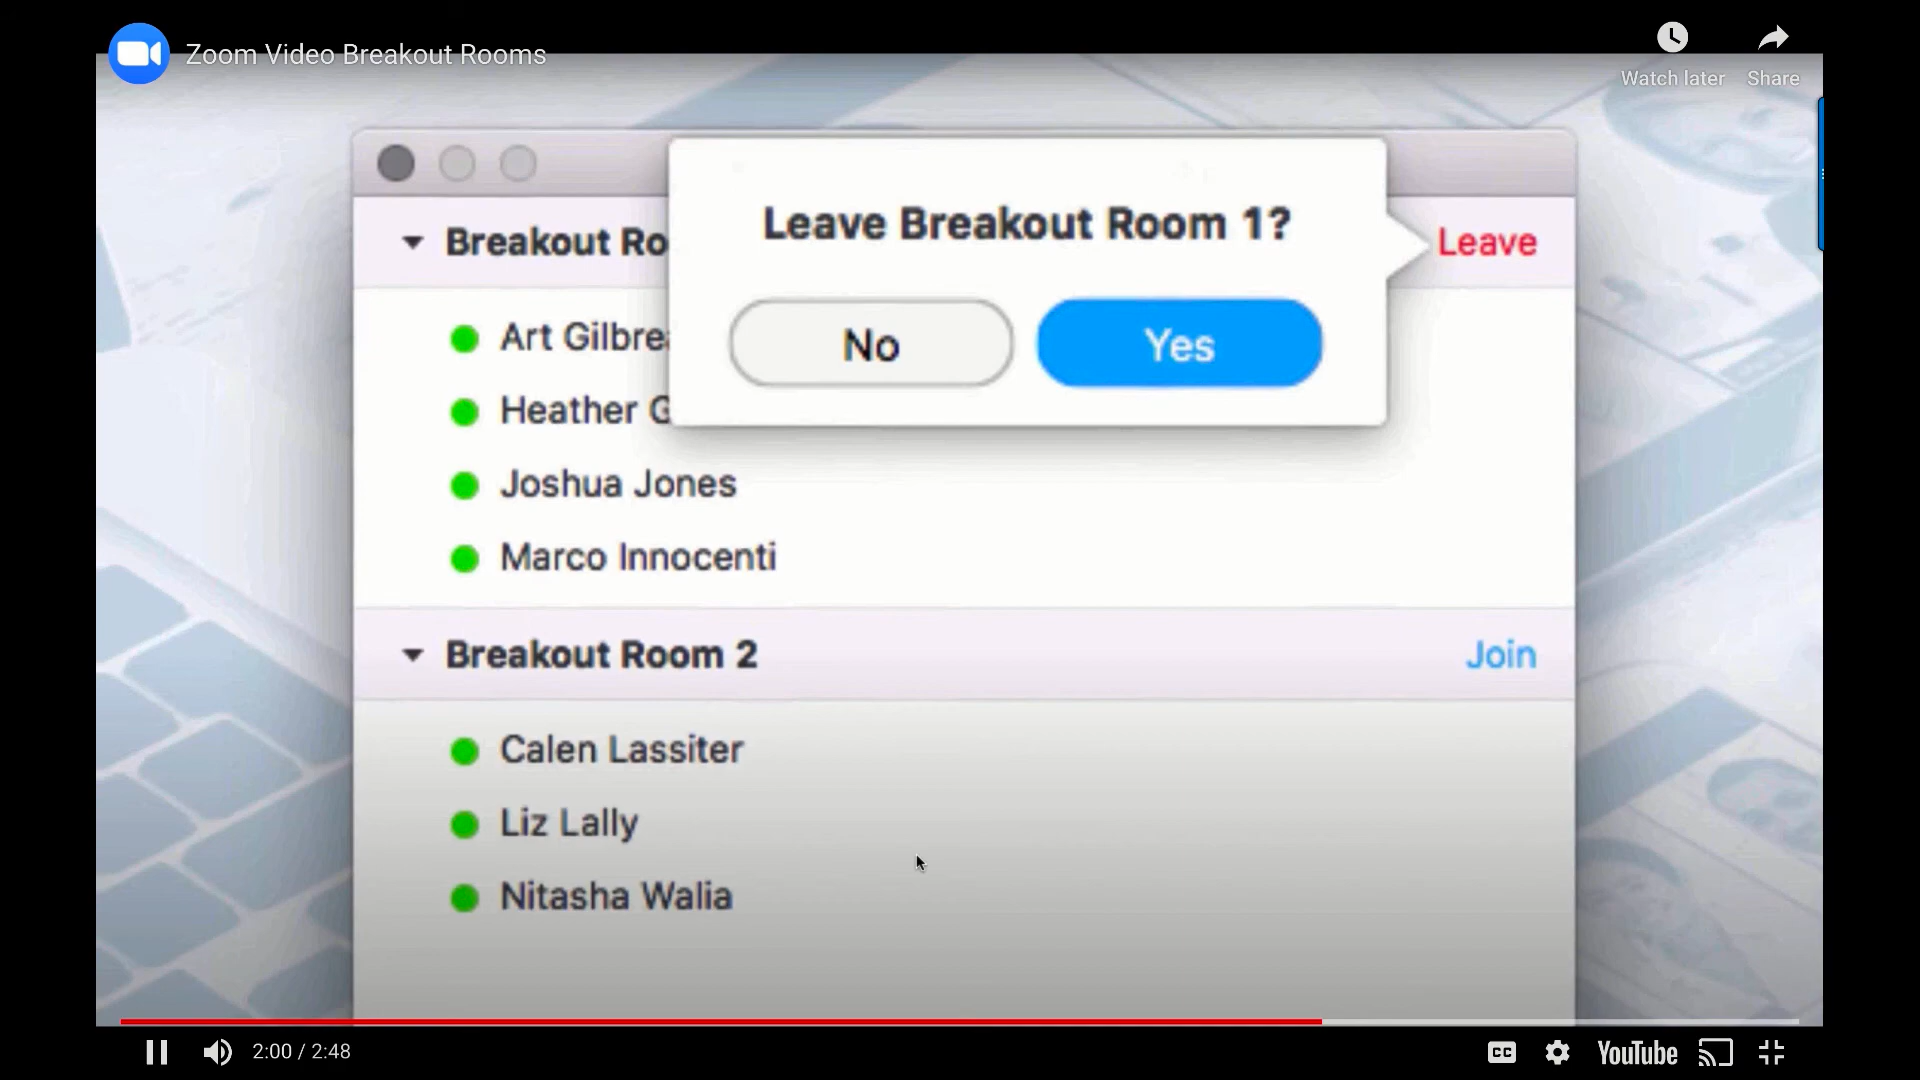 Zoom Video Breakout Rooms
Watch later
Share
Leave Breakout Room 1?
No
Yes
Breakout Ro
Leave
Art Gilbre
Heather G
Joshua Jones
Marco Innocenti
Breakout Room 2
Join
Calen Lassiter
Liz Lally
Nitasha Walia
2:00 / 2:48
CC
YouTube